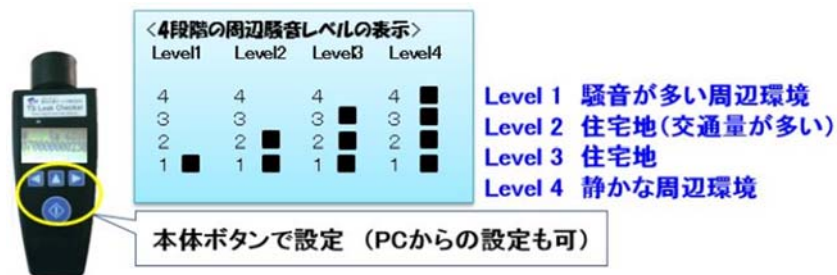 <4段階の周辺騒音レベルの表示>
Level1 Level2 Level3 Level4
4 4 4 4
3 3 3 3
2 2 2 2
1 1 1 1
Level 1 騒音が多い周辺環境
Level 2 住宅地(交通量が多い)
Level 3 住宅地
Level 4 静かな周辺環境
Leak Checker
本体ボタンで設定 (PCからの設定も可)